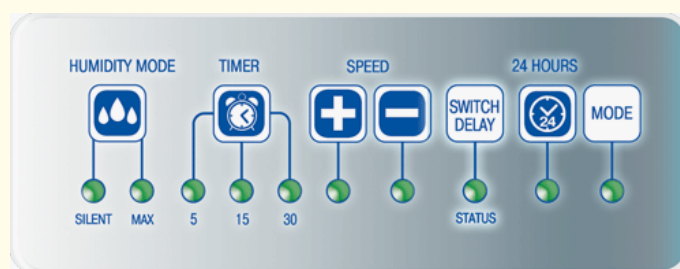 HUMIDITY MODE
TIMER
SPEED
24 HOURS
SWITCH
DELAY
24
MODE
SILENT
MAX
5
15
30
STATUS